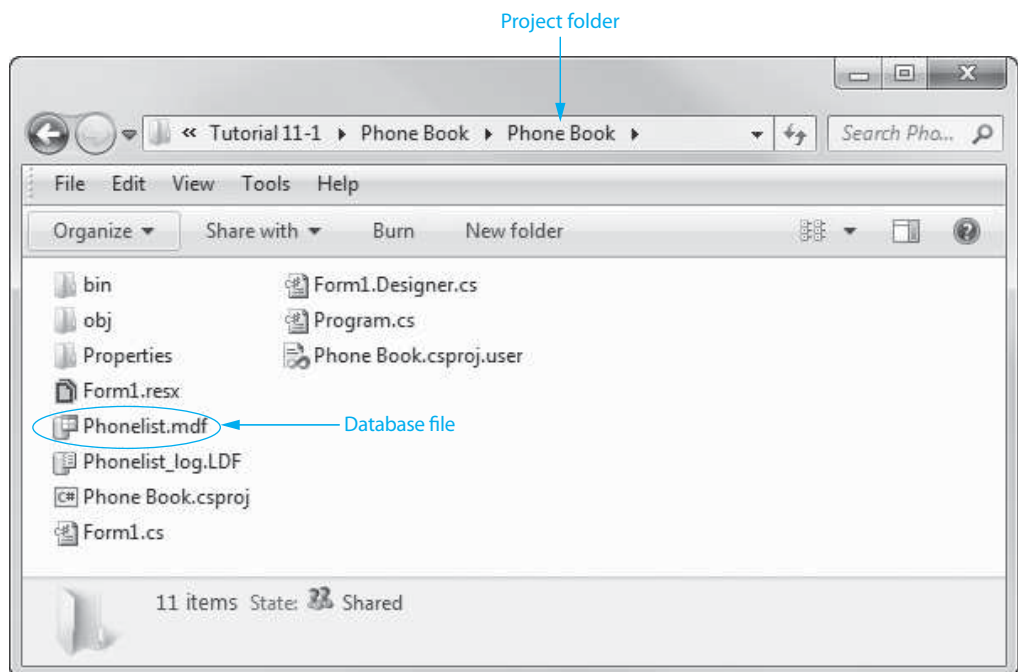 Project folder
« Tutorial 11-1 ▸ Phone Book ▸ Phone Book ▸
Search Pho...
File Edit View Tools Help
Organize ▾ Share with ▾ Burn New folder
bin
obj
Properties
Form1.resx
Phonelist.mdf
Database file
Phonelist_log.LDF
Phone Book.csproj
Form1.cs
Form1.Designer.cs
Program.cs
Phone Book.csproj.user
11 items State: Shared